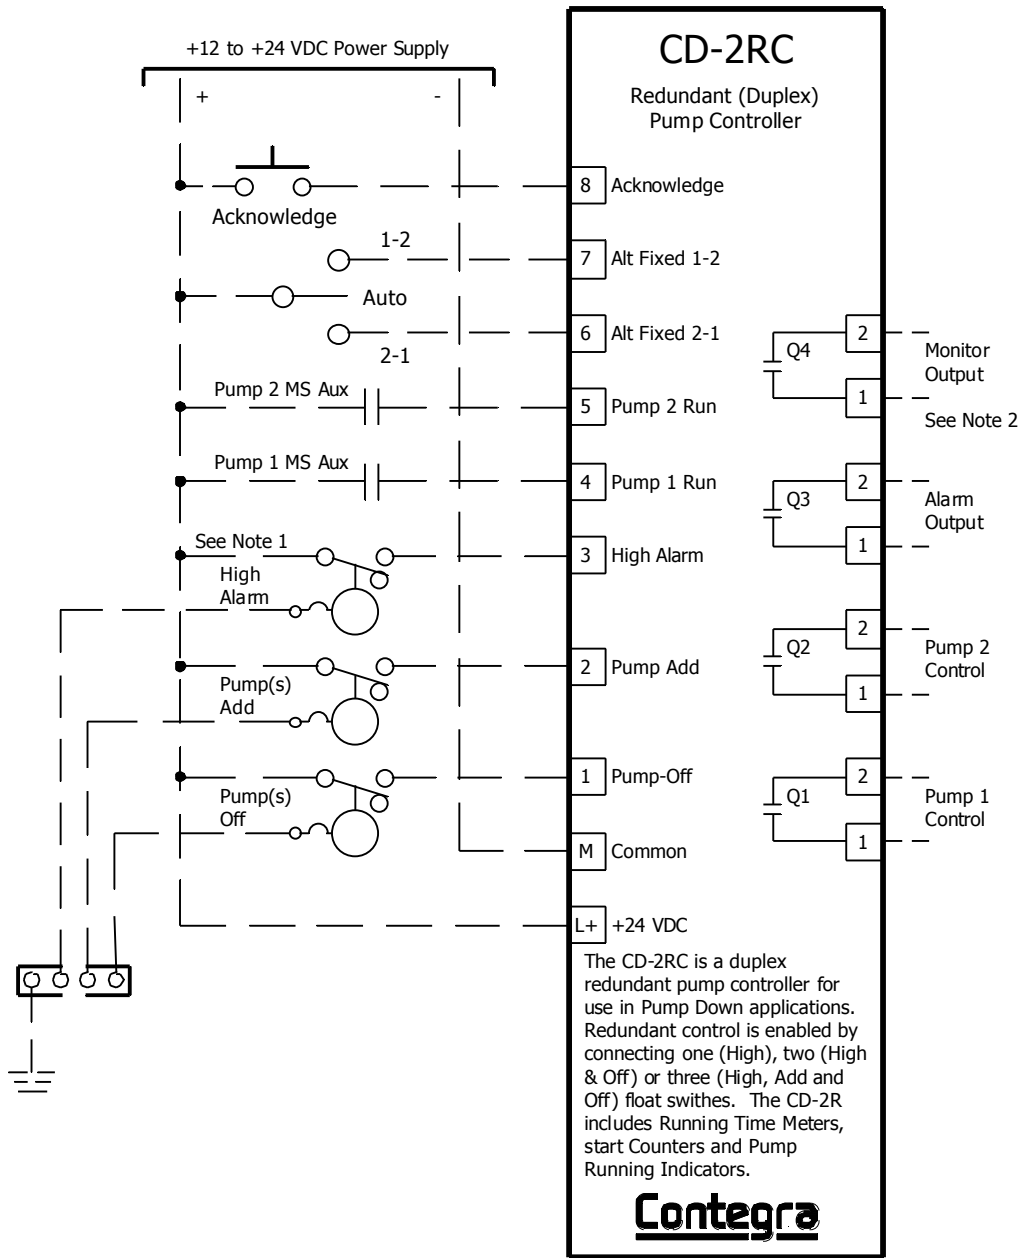 +12 to +24 VDC Power Supply
+
-
CD-2RC
Redundant (Duplex)
Pump Controller
8
Acknowledge
Acknowledge
1-2
7
Alt Fixed 1-2
Auto
6
Alt Fixed 2-1
2-1
Pump 2 MS Aux
5
Pump 2 Run
Pump 1 MS Aux
4
Pump 1 Run
See Note 1
3
High Alarm
High
Alarm
2
Pump Add
Pump(s)
Add
1
Pump-Off
Pump(s)
Off
M
Common
L+
+24 VDC
Q4
2
1
Monitor
Output
See Note 2
Q3
2
1
Alarm
Output
Q2
2
1
Pump 2
Control
Q1
2
1
Pump 1
Control
The CD-2RC is a duplex
redundant pump controller for
use in Pump Down applications.
Redundant control is enabled by
connecting one (High), two (High
& Off) or three (High, Add and
Off) float swithes. The CD-2R
includes Running Time Meters,
start Counters and Pump
Running Indicators.
Contegra